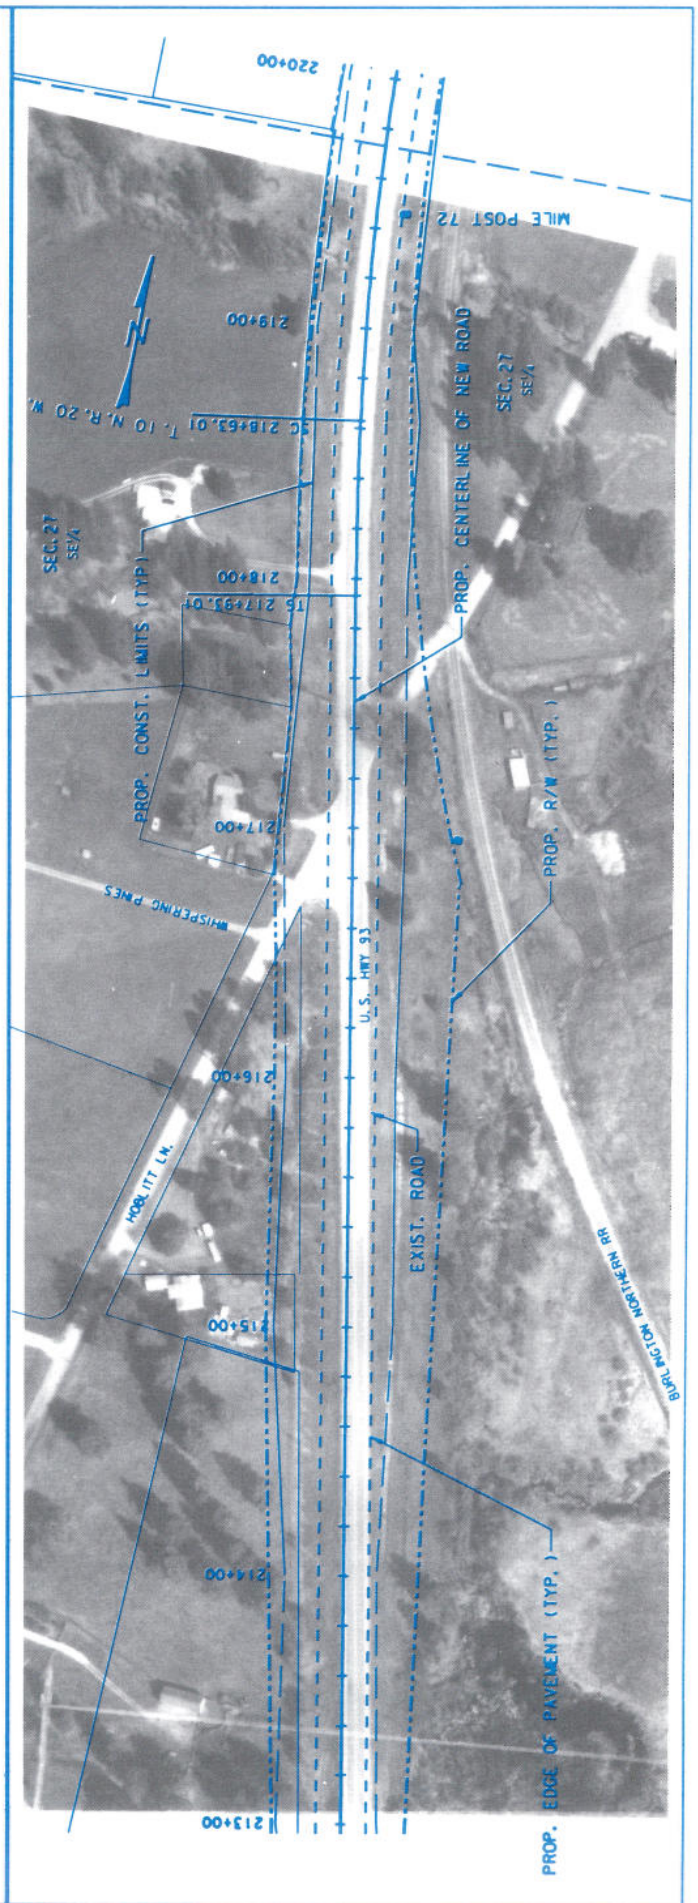 220+00
MILE POST 72
219+00
N
T. 10 N. R. 20 W.
SC 218+63.01
PROP. CENTERLINE OF NEW ROAD
SEC. 27
SE¼
SEC. 27
SE¼
PROP. CONST. LIMITS (TYP)
218+00
TS 217+93.01
PROP. R/W (TYP.)
217+00
WHISPERING PINES
U.S. HWY 93
216+00
HOBLITT LN.
EXIST. ROAD
BURLINGTON NORTHERN RR
215+00
214+00
PROP. EDGE OF PAVEMENT (TYP.)
213+00